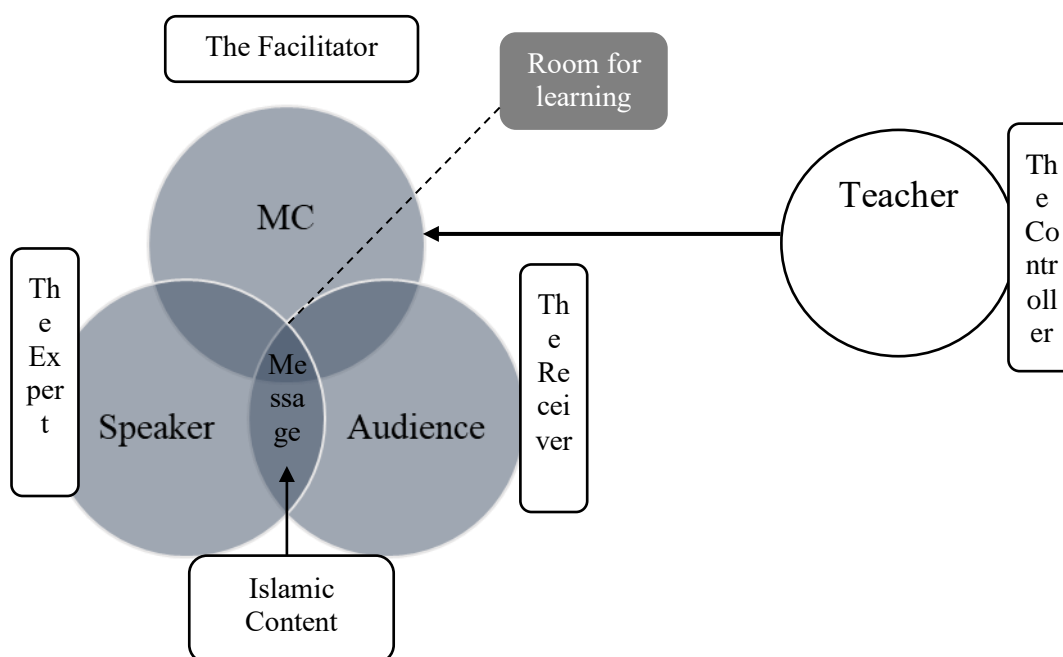 The Facilitator
Room for
learning
MC
Teacher
Th
e
Co
ntr
oll
er
Th
e
Ex
per
t
Speaker
Me
ssa
ge
Audience
Th
e
Re
cei
ver
Islamic
Content